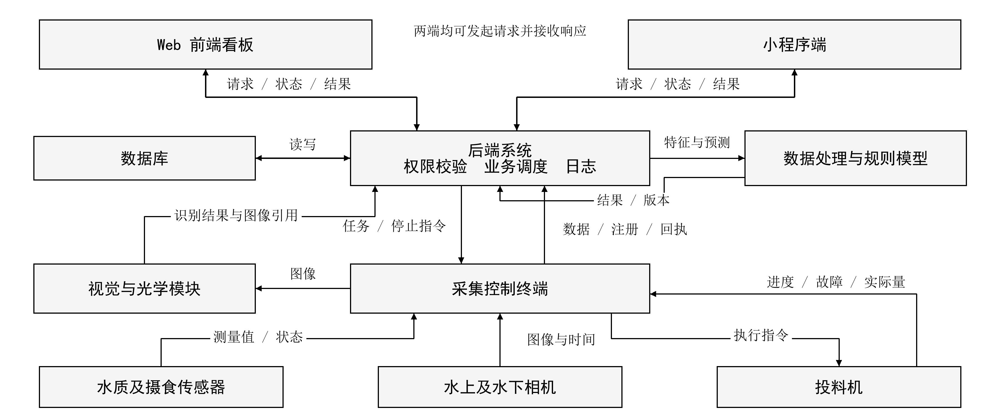 Web 前端看板
两端均可发起请求并接收响应
小程序端
请求 / 状态 / 结果
请求 / 状态 / 结果
数据库
读写
后端系统
权限校验 业务调度 日志
特征与预测
数据处理与规则模型
结果 / 版本
识别结果与图像引用
任务 / 停止指令
数据 / 注册 / 回执
视觉与光学模块
图像
采集控制终端
进度 / 故障 / 实际量
测量值 / 状态
图像与时间
执行指令
水质及摄食传感器
水上及水下相机
投料机